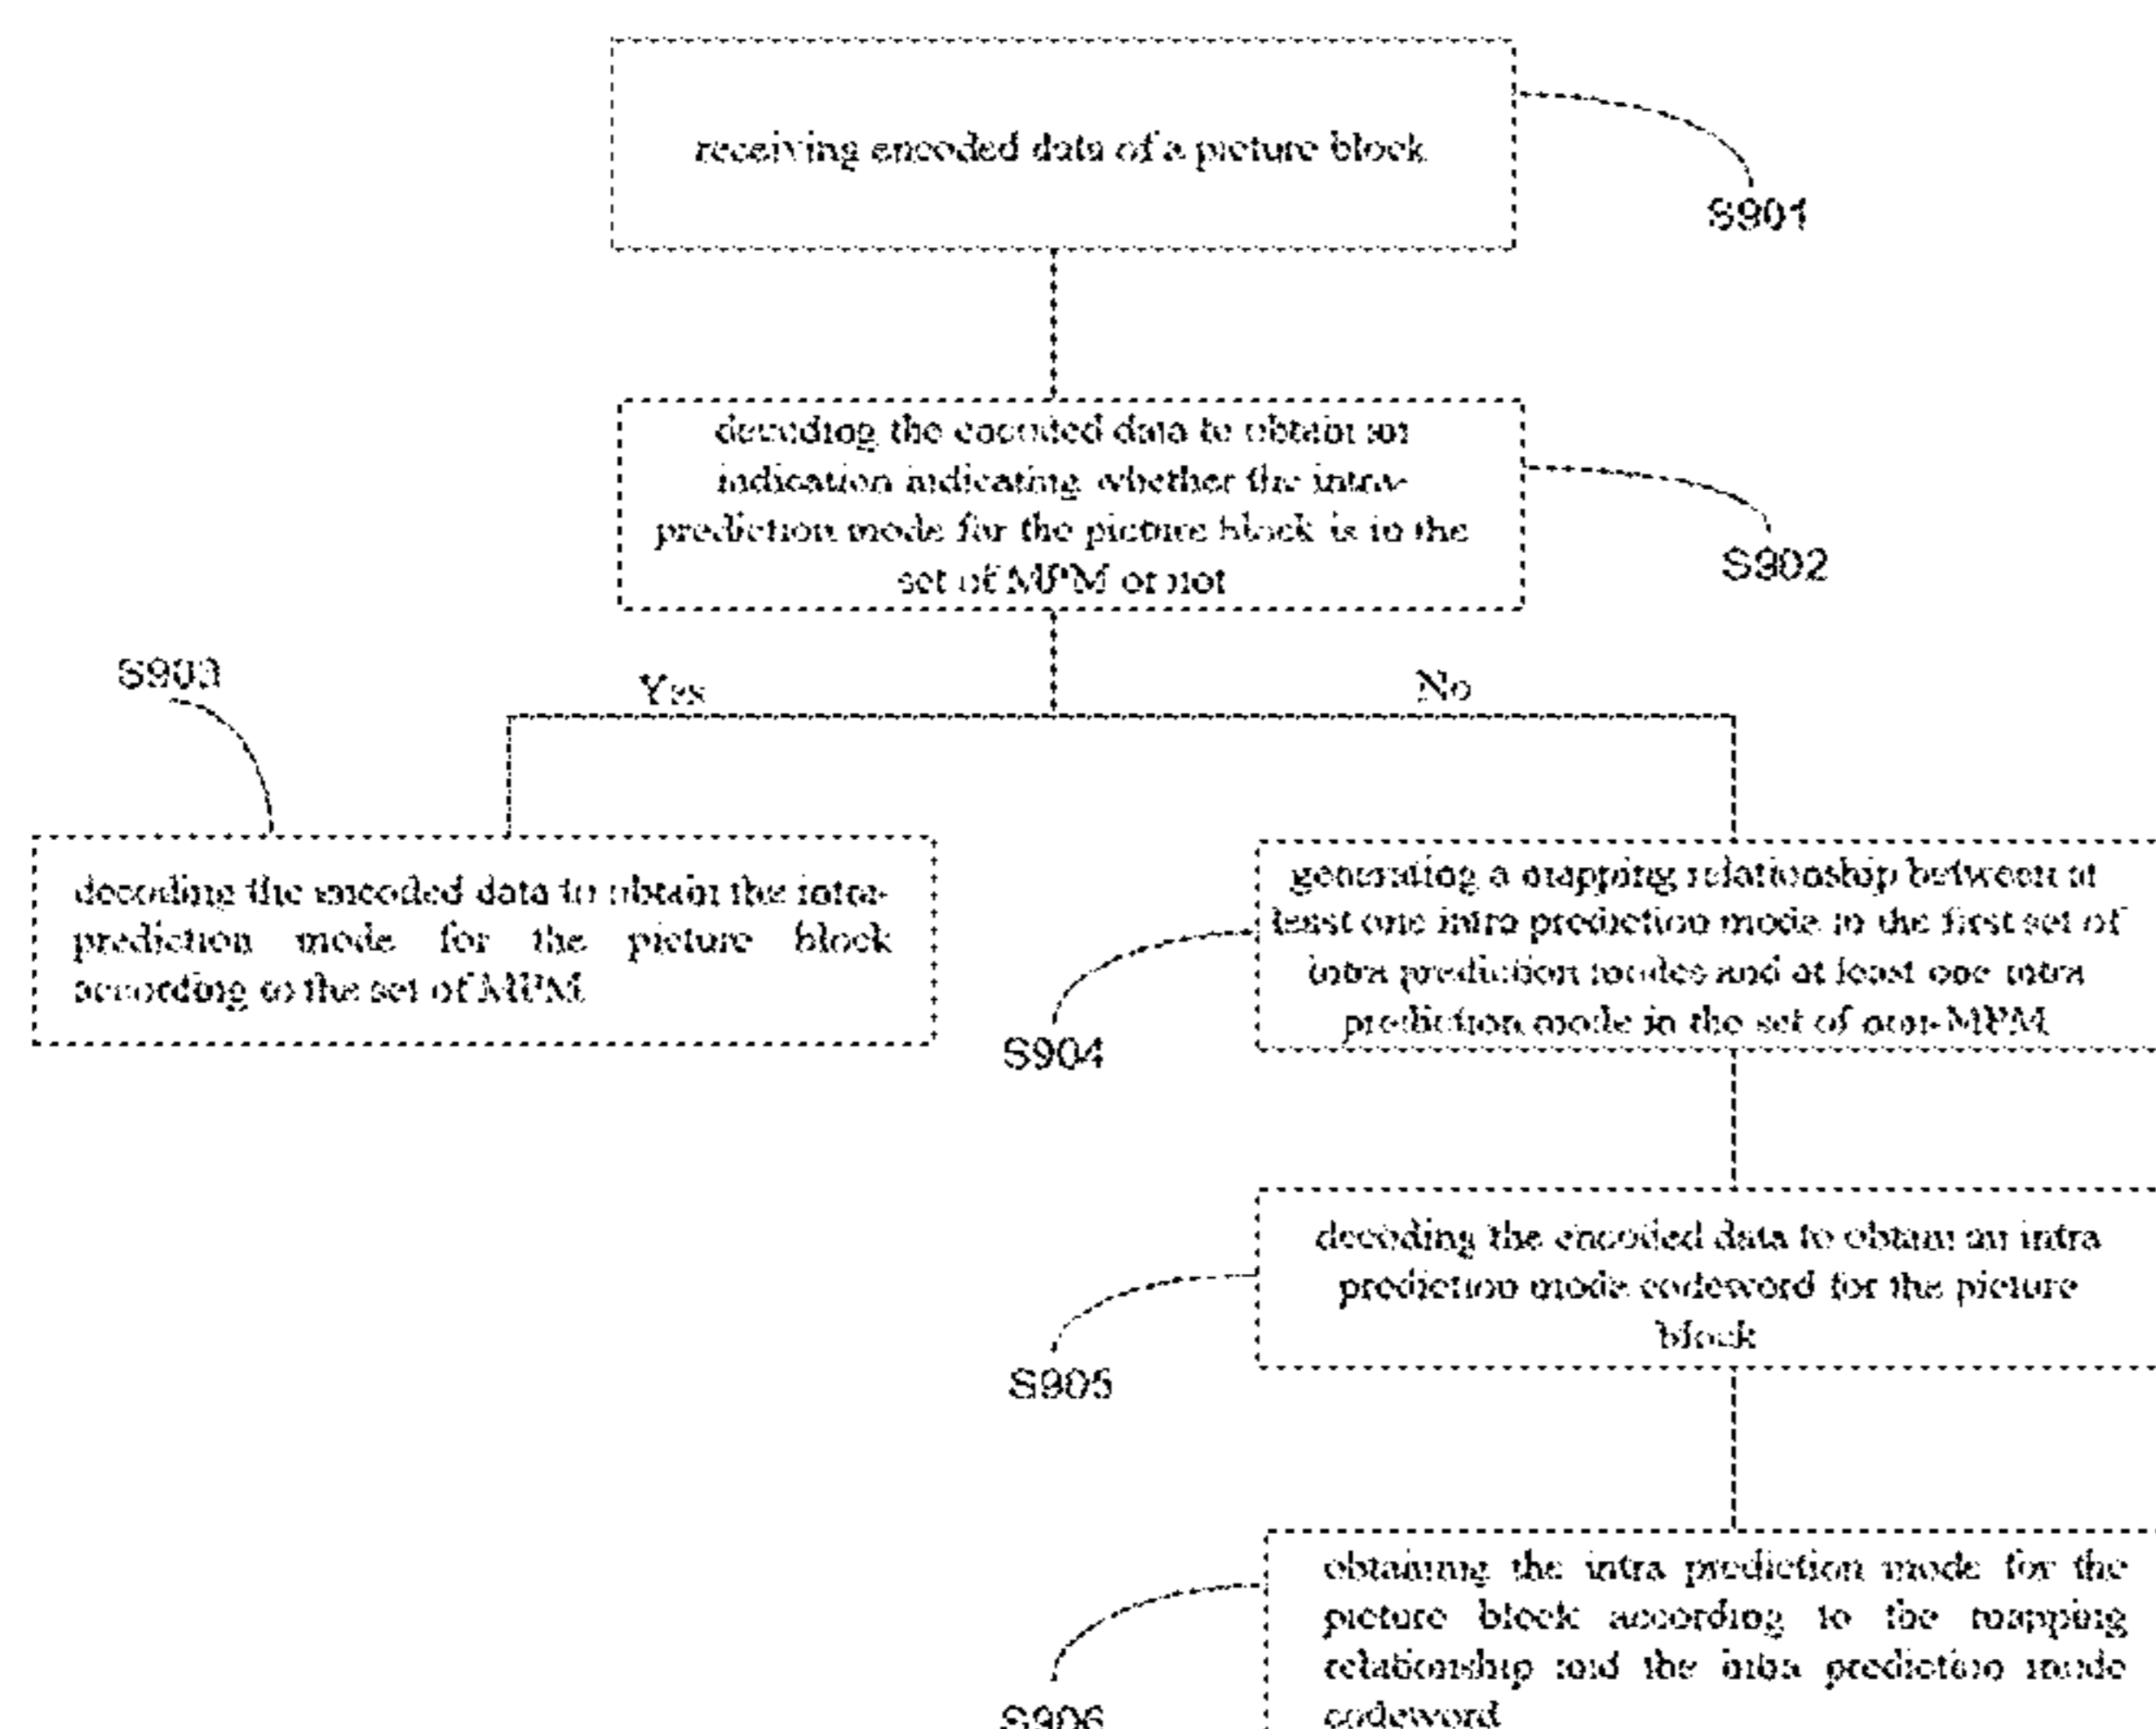 receiving encoded data of a picture block
S901
decoding the encoded data to obtain an
indication indicating whether the intra-
prediction mode for the picture block is in the
set of MPM or not
S902
S903
Yes
No
decoding the encoded data to obtain the intra-
prediction mode for the picture block
according to the set of MPM
generating a mapping relationship between at
least one intra prediction mode in the first set of
intra prediction modes and at least one intra
prediction mode in the set of non-MPM
S904
decoding the encoded data to obtain an intra
prediction mode codeword for the picture
block
S905
obtaining the intra prediction mode for the
picture block according to the mapping
relationship and the intra prediction mode
codeword
S906